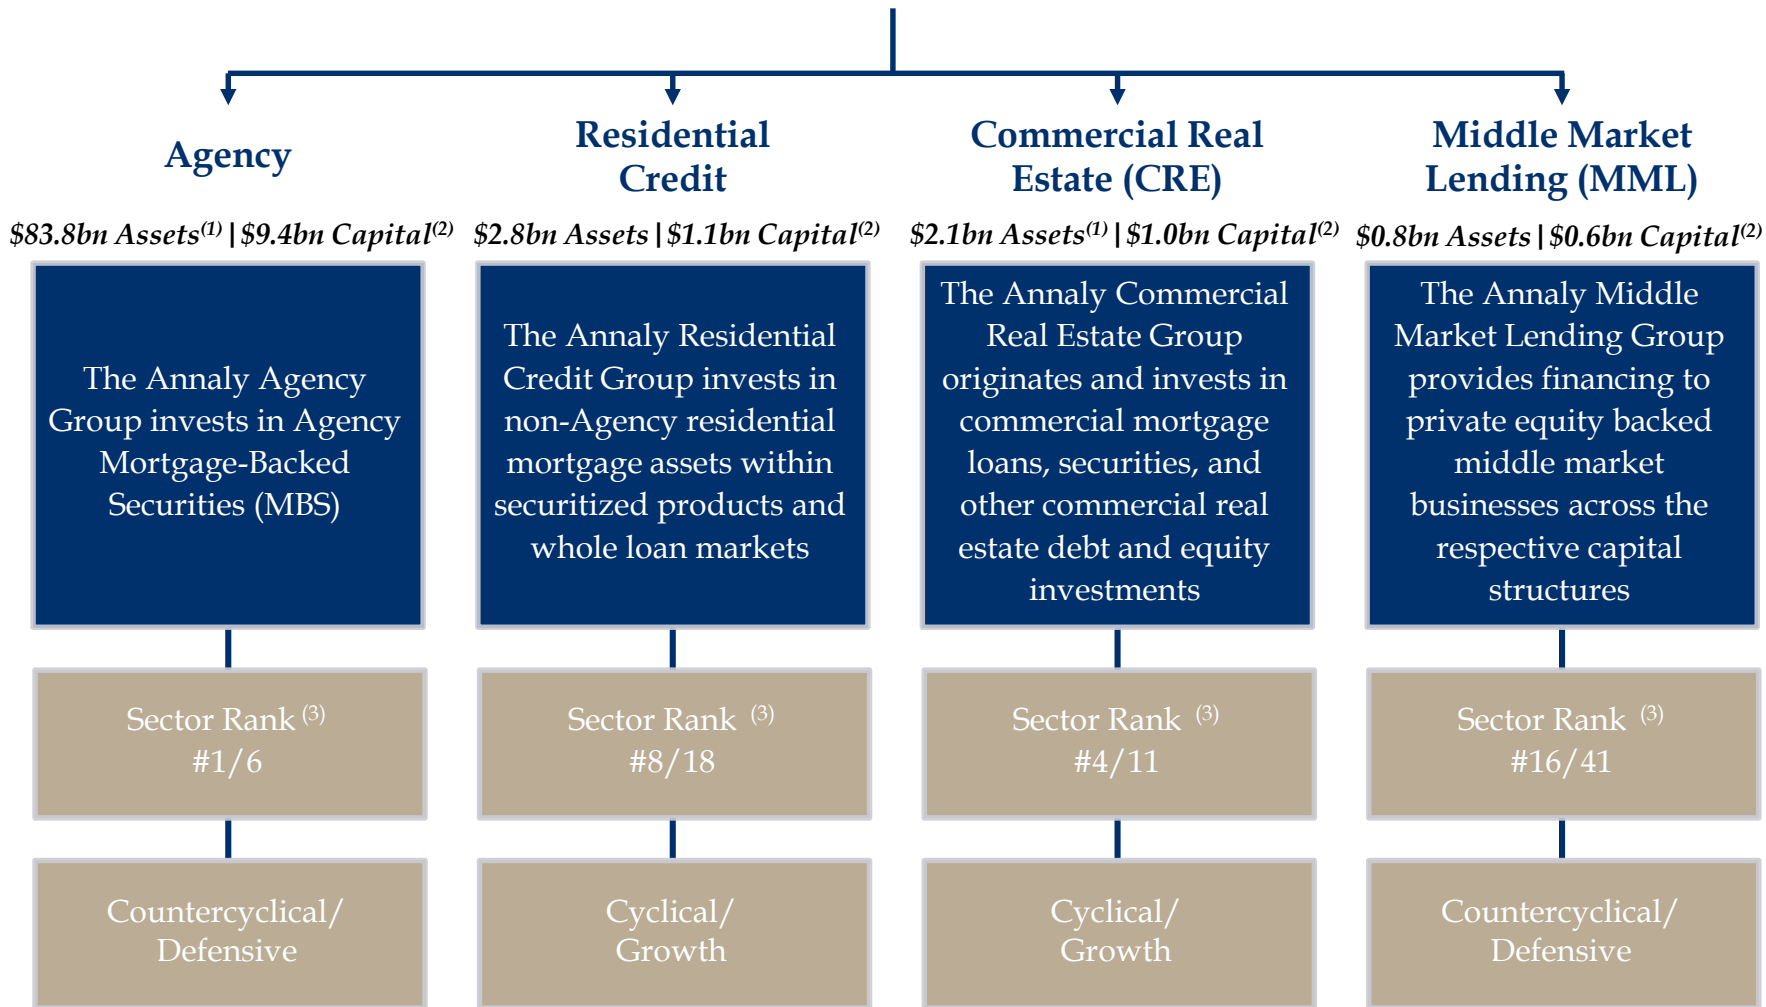 Agency
$83.8bn Assets(1) | $9.4bn Capital(2)
The Annaly Agency
Group invests in Agency
Mortgage-Backed
Securities (MBS)
Sector Rank (3)
#1/6
Countercyclical/
Defensive
Residential
Credit
$2.8bn Assets | $1.1bn Capital(2)
The Annaly Residential
Credit Group invests in
non-Agency residential
mortgage assets within
securitized products and
whole loan markets
Sector Rank (3)
#8/18
Cyclical/
Growth
Commercial Real
Estate (CRE)
$2.1bn Assets(1) | $1.0bn Capital(2)
The Annaly Commercial
Real Estate Group
originates and invests in
commercial mortgage
loans, securities, and
other commercial real
estate debt and equity
investments
Sector Rank (3)
#4/11
Cyclical/
Growth
Middle Market
Lending (MML)
$0.8bn Assets | $0.6bn Capital(2)
The Annaly Middle
Market Lending Group
provides financing to
private equity backed
middle market
businesses across the
respective capital
structures
Sector Rank (3)
#16/41
Countercyclical/
Defensive